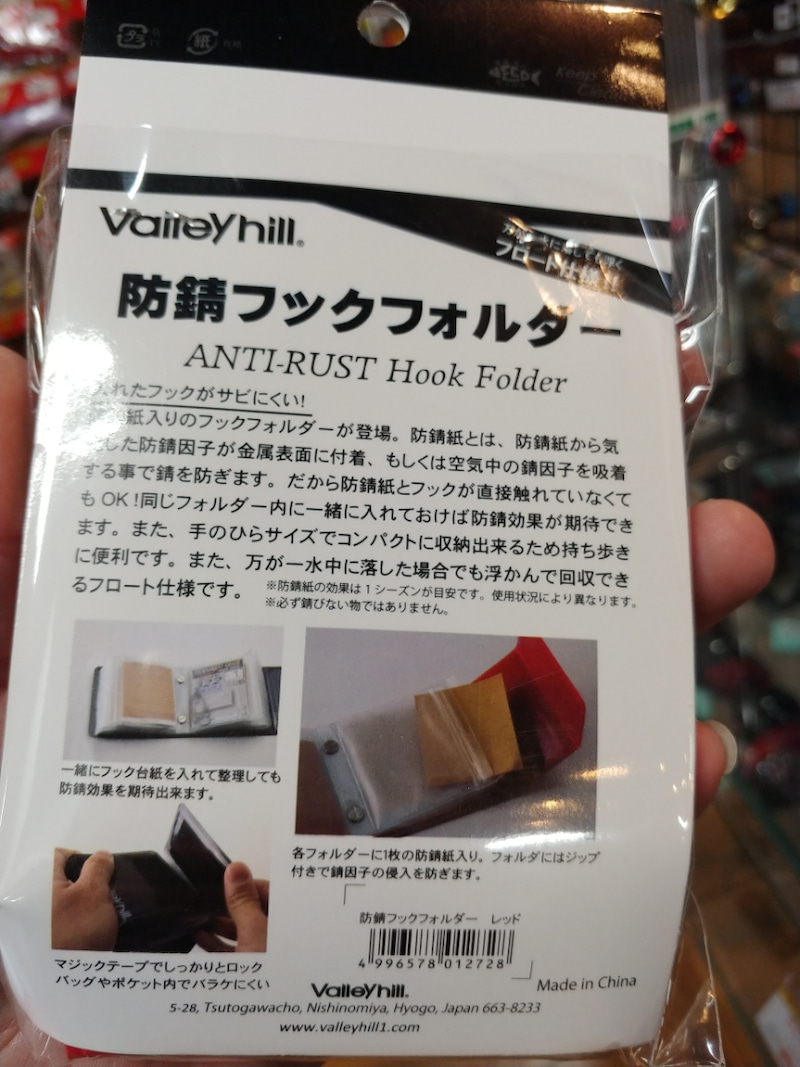 プラ
紙
Keep
Valleyhill®
フロート仕様!!
防錆フックフォルダー
ANTI-RUST Hook Folder
入れたフックがサビにくい!
紙入りのフックフォルダーが登場。防錆紙とは、防錆紙から気
した防錆因子が金属表面に付着、もしくは空気中の錆因子を吸着
する事で錆を防ぎます。だから防錆紙とフックが直接触れていなくて
もOK!同じフォルダー内に一緒に入れておけば防錆効果が期待でき
ます。また、手のひらサイズでコンパクトに収納出来るため持ち歩き
に便利です。また、万が一水中に落した場合でも浮かんで回収でき
るフロート仕様です。
※防錆紙の効果は1シーズンが目安です。使用状況により異なります。
※必ず錆びない物ではありません。
一緒にフック台紙を入れて整理しても
防錆効果を期待出来ます。
各フォルダーに1枚の防錆紙入り。フォルダにはジップ
付きで錆因子の侵入を防ぎます。
マジックテープでしっかりとロック
バッグやポケット内でバラケにくい
防錆フックフォルダー レッド
4 996578 012728
Made in China
Valleyhill®
5-28, Tsutogawacho, Nishinomiya, Hyogo, Japan 663-8233
www.valleyhill1.com